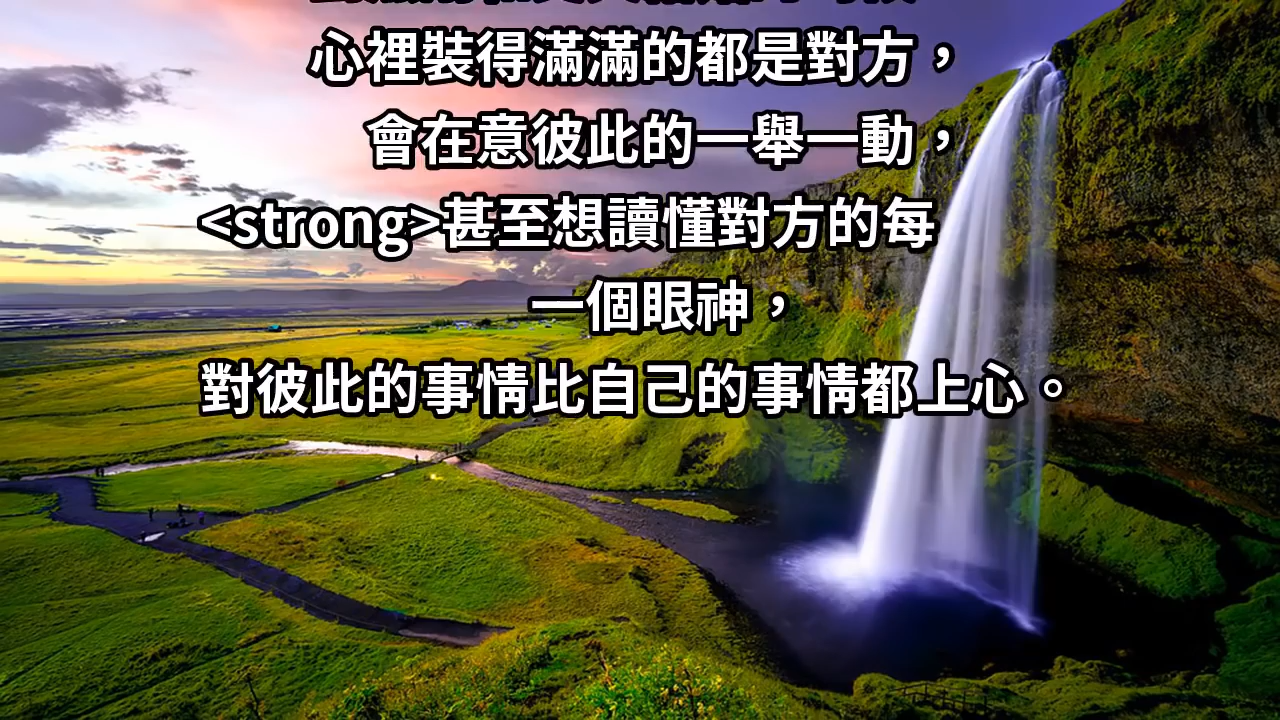 心裡裝得滿滿的都是對方，
會在意彼此的一舉一動，
<strong>甚至想讀懂對方的每
一個眼神，
對彼此的事情比自己的事情都上心。